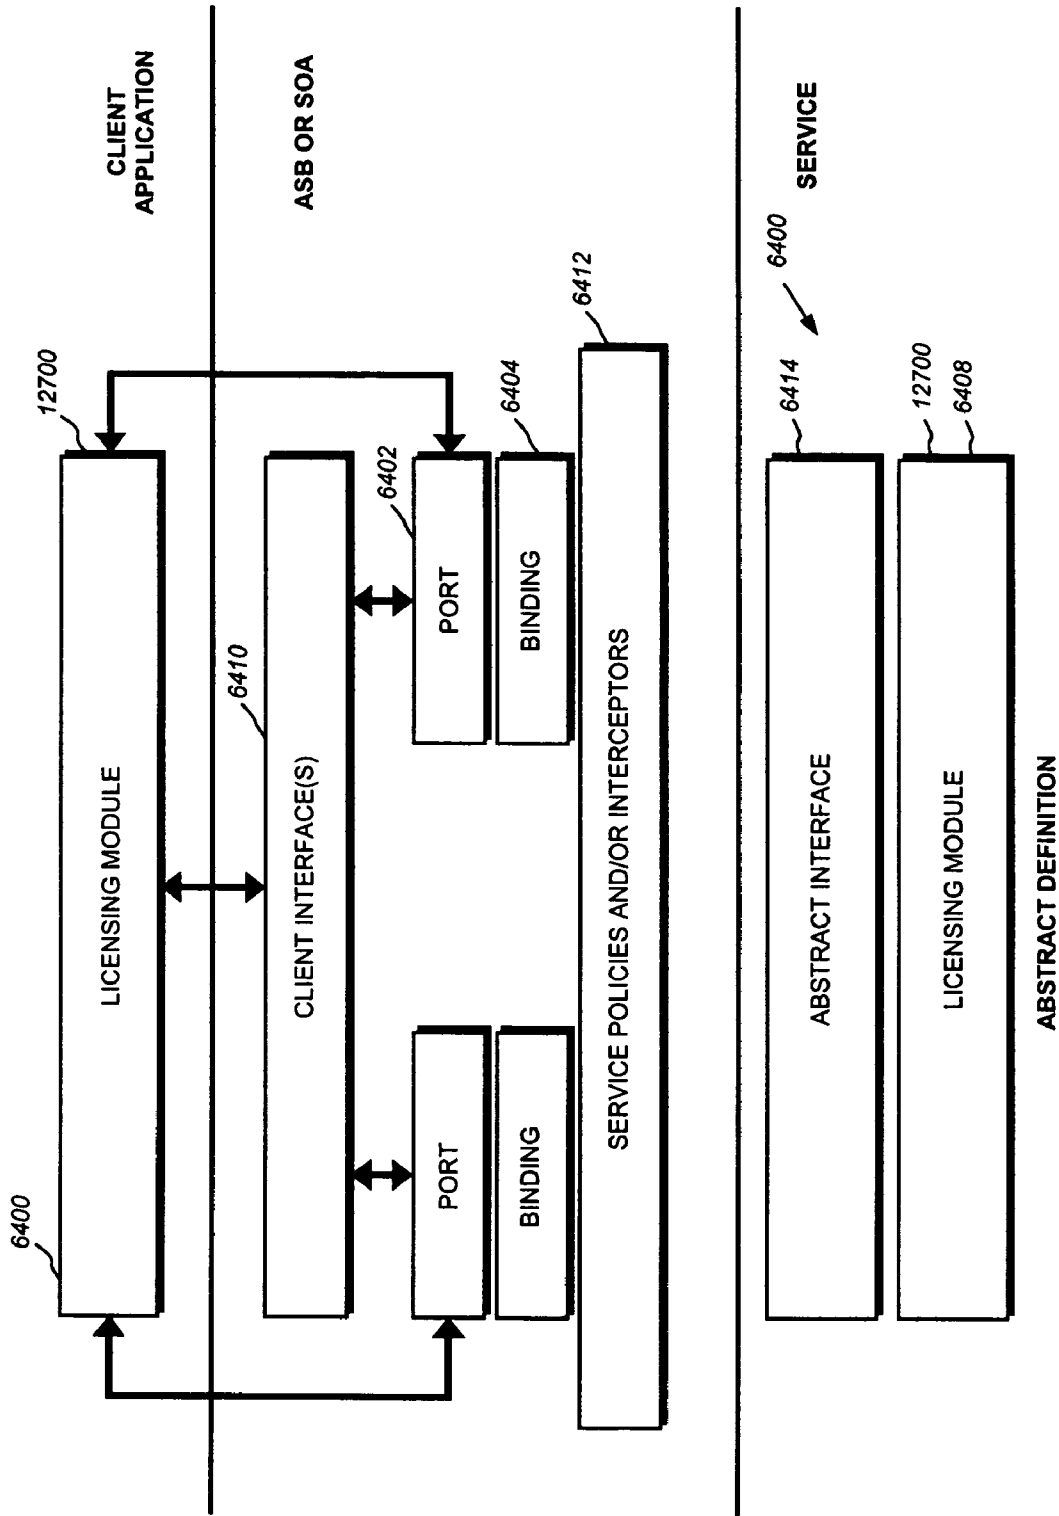 6400
LICENSING MODULE
12700
CLIENT
APPLICATION
6410
CLIENT INTERFACE(S)
ASB OR SOA
PORT
PORT
6402
BINDING
BINDING
6404
SERVICE POLICIES AND/OR INTERCEPTORS
6412
ABSTRACT INTERFACE
6414
6400
SERVICE
LICENSING MODULE
12700
6408
ABSTRACT DEFINITION